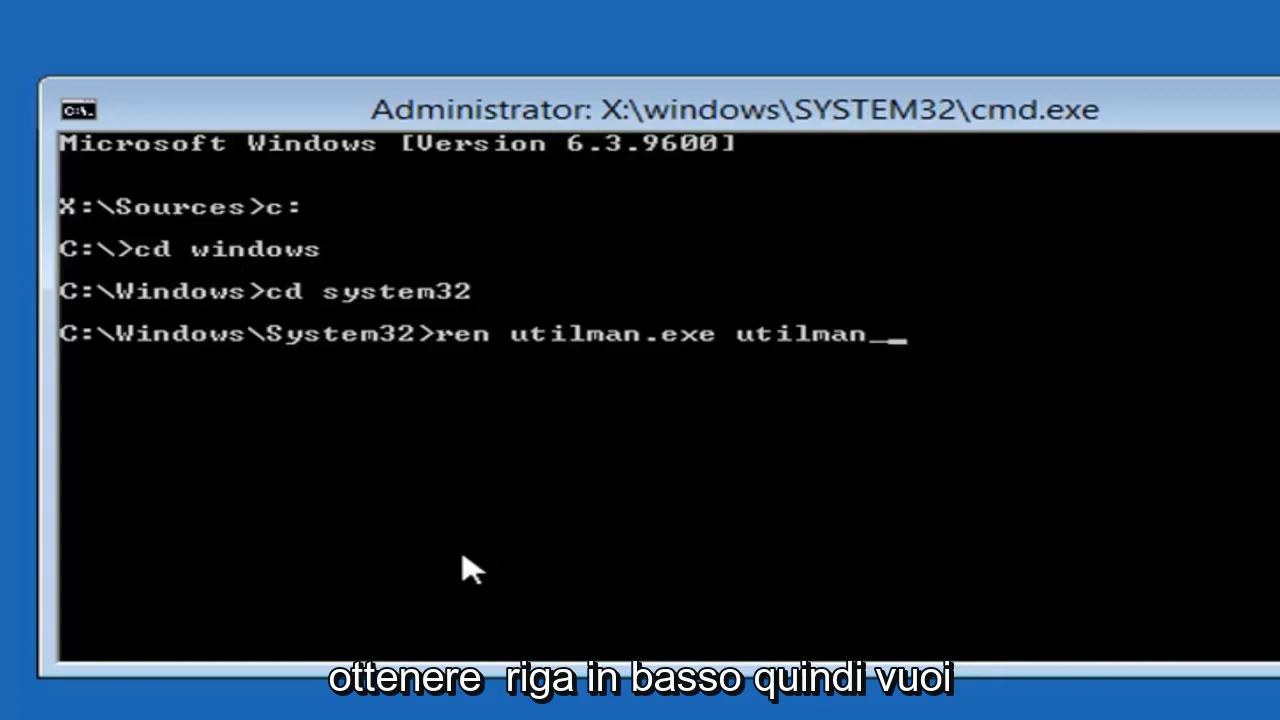 C:\.
Administrator: X:\windows\SYSTEM32\cmd.exe
Microsoft Windows [Version 6.3.9600]
X:\Sources>c:
C:\>cd windows
C:\Windows>cd system32
C:\Windows\System32>ren utilman.exe utilman_
ottenere riga in basso quindi vuoi